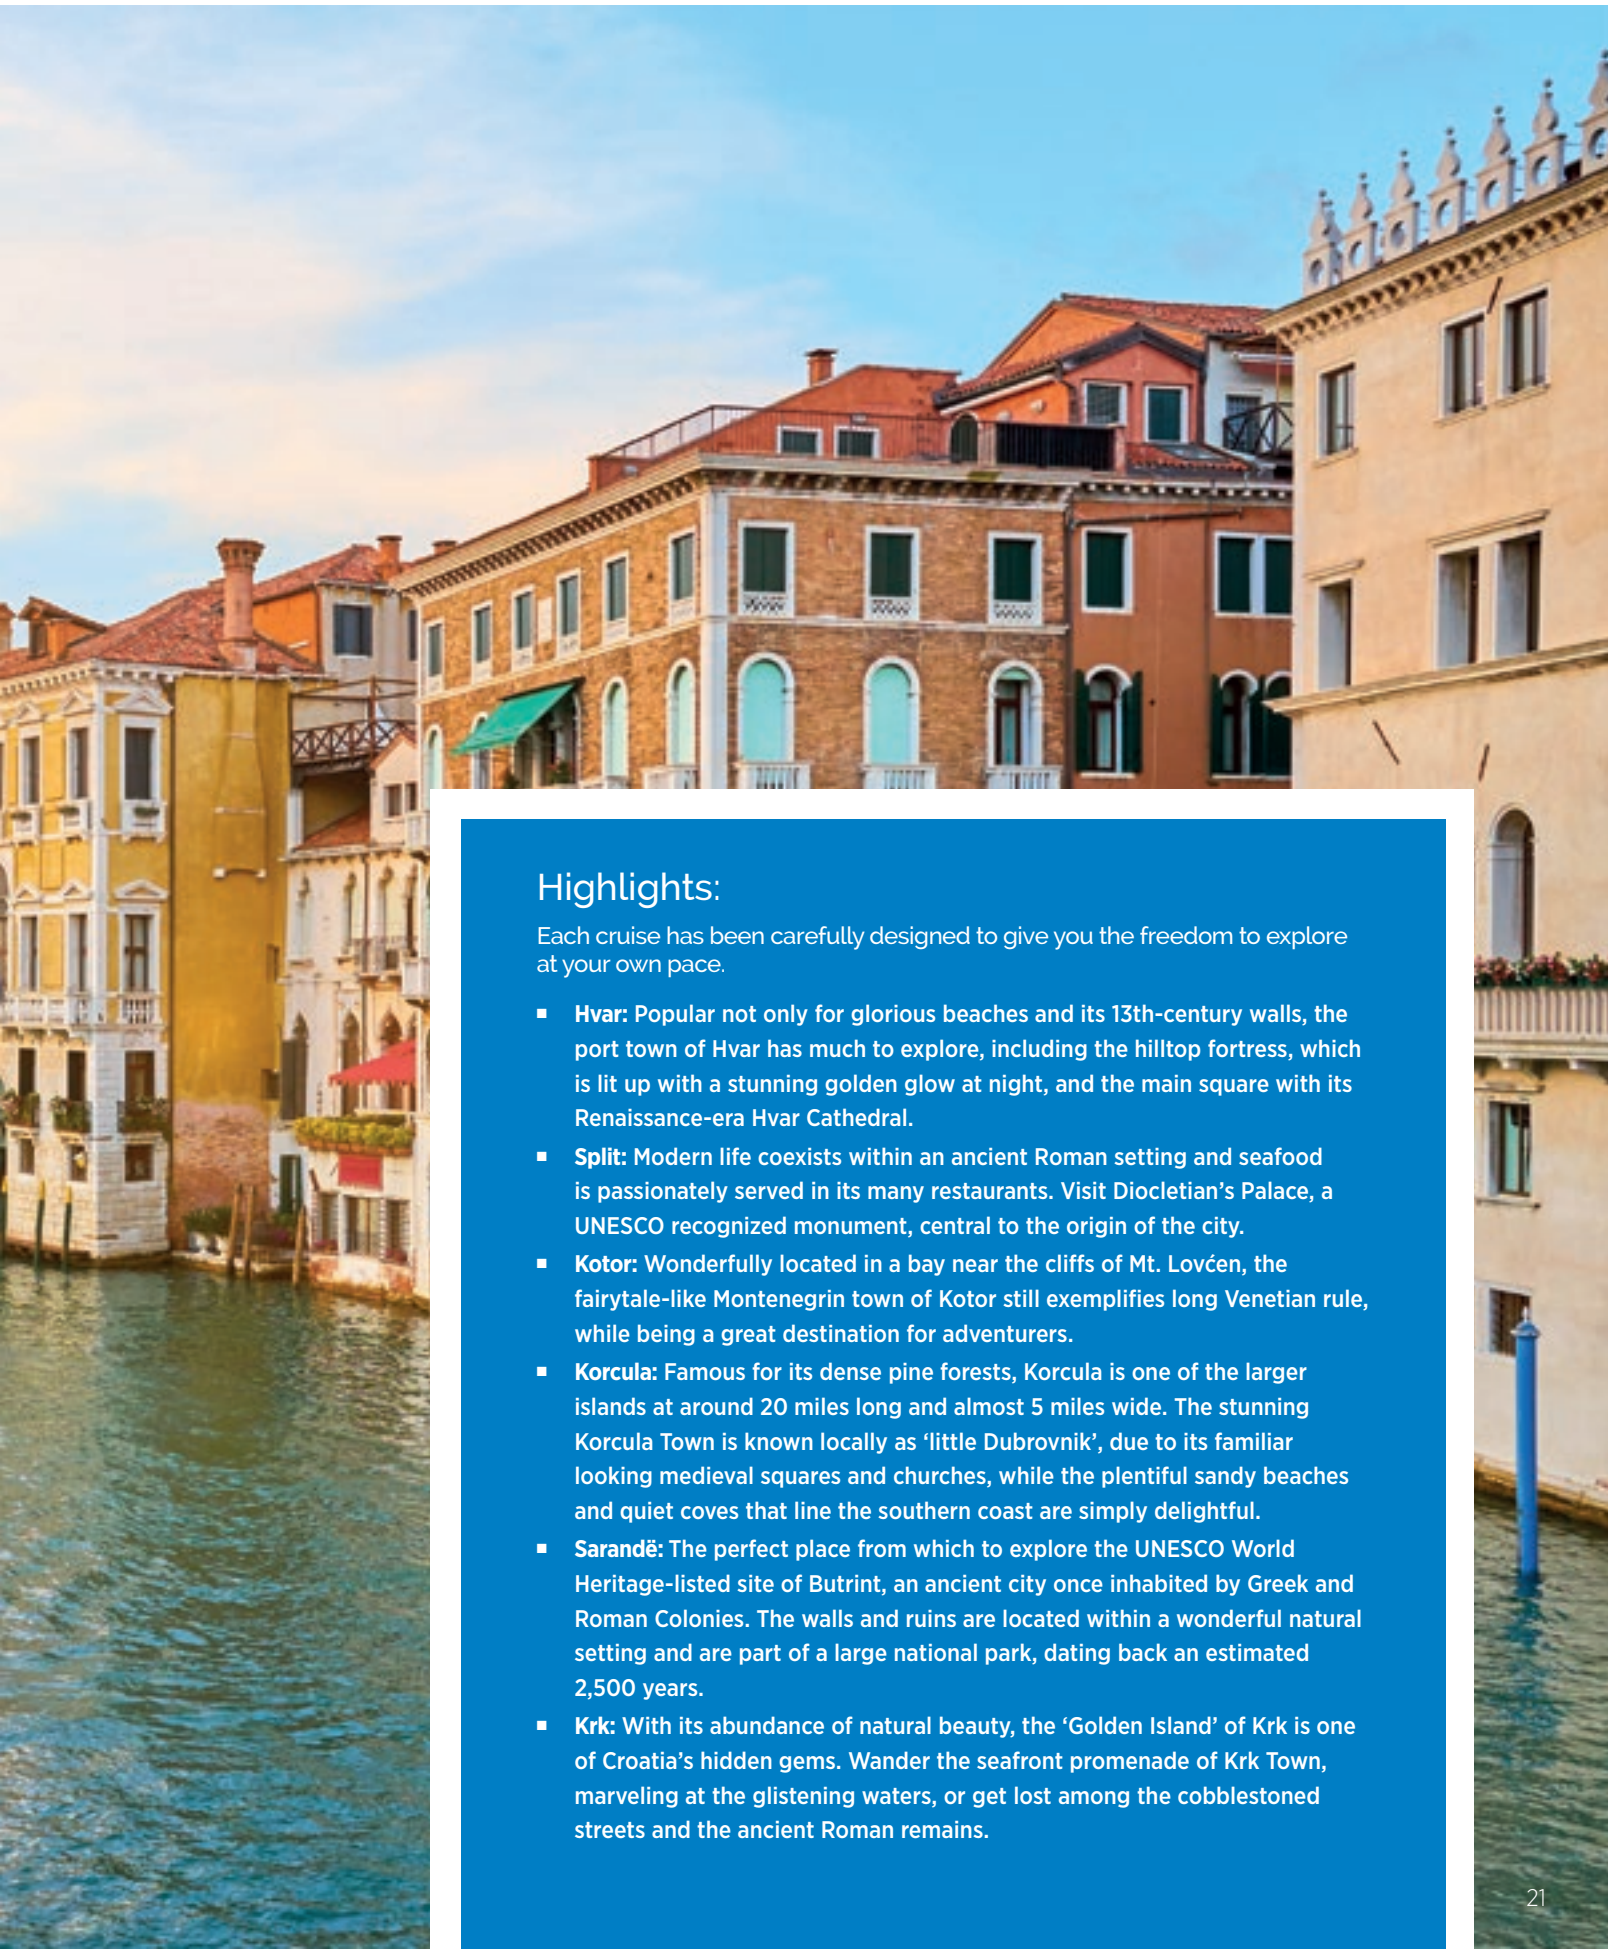 Highlights:
Each cruise has been carefully designed to give you the freedom to explore
at your own pace.
▪ Hvar: Popular not only for glorious beaches and its 13th-century walls, the
port town of Hvar has much to explore, including the hilltop fortress, which
is lit up with a stunning golden glow at night, and the main square with its
Renaissance-era Hvar Cathedral.
▪ Split: Modern life coexists within an ancient Roman setting and seafood
is passionately served in its many restaurants. Visit Diocletian’s Palace, a
UNESCO recognized monument, central to the origin of the city.
▪ Kotor: Wonderfully located in a bay near the cliffs of Mt. Lovćen, the
fairytale-like Montenegrin town of Kotor still exemplifies long Venetian rule,
while being a great destination for adventurers.
▪ Korcula: Famous for its dense pine forests, Korcula is one of the larger
islands at around 20 miles long and almost 5 miles wide. The stunning
Korcula Town is known locally as ‘little Dubrovnik’, due to its familiar
looking medieval squares and churches, while the plentiful sandy beaches
and quiet coves that line the southern coast are simply delightful.
▪ Sarandë: The perfect place from which to explore the UNESCO World
Heritage-listed site of Butrint, an ancient city once inhabited by Greek and
Roman Colonies. The walls and ruins are located within a wonderful natural
setting and are part of a large national park, dating back an estimated
2,500 years.
▪ Krk: With its abundance of natural beauty, the ‘Golden Island’ of Krk is one
of Croatia’s hidden gems. Wander the seafront promenade of Krk Town,
marveling at the glistening waters, or get lost among the cobblestoned
streets and the ancient Roman remains.
21